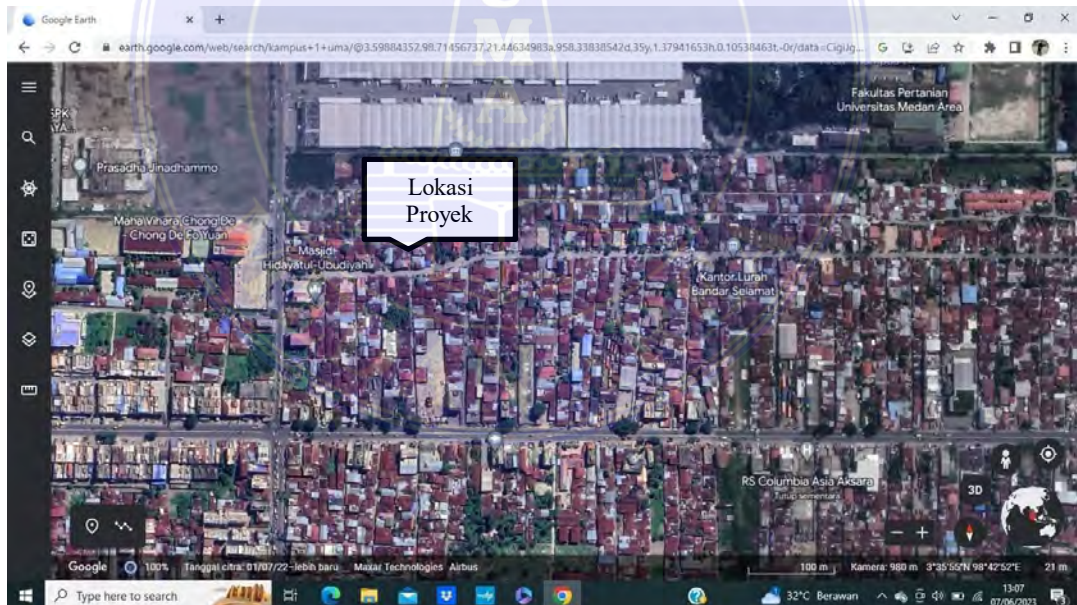 Google Earth
earth.google.com/web/search/kampus+1+uma/@3.59884352,98.71456737,21.44634983a,958.33838542d,35y,1.37941653h,0.10538463t,-0r/data=CigiJg...
Fakultas Pertanian
Universitas Medan Area
SPK
Prasadha Jinadhammo
Lokasi
Proyek
Maha Vihara Chong De
- Chong De Fo Yuan
Masjid
Hidayatul-Ubudiyah
Kantor Lurah
Bandar Selamat
RS Columbia Asia Aksara
Tutup sementara
3D
Google
100%
Tanggal citra: 01/07/22-lebih baru
Maxar Technologies Airbus
100 m
Kamera: 980 m
3°35'55"N 98°42'52"E
21 m
Type here to search
32°C Berawan
13:07
07/06/2023